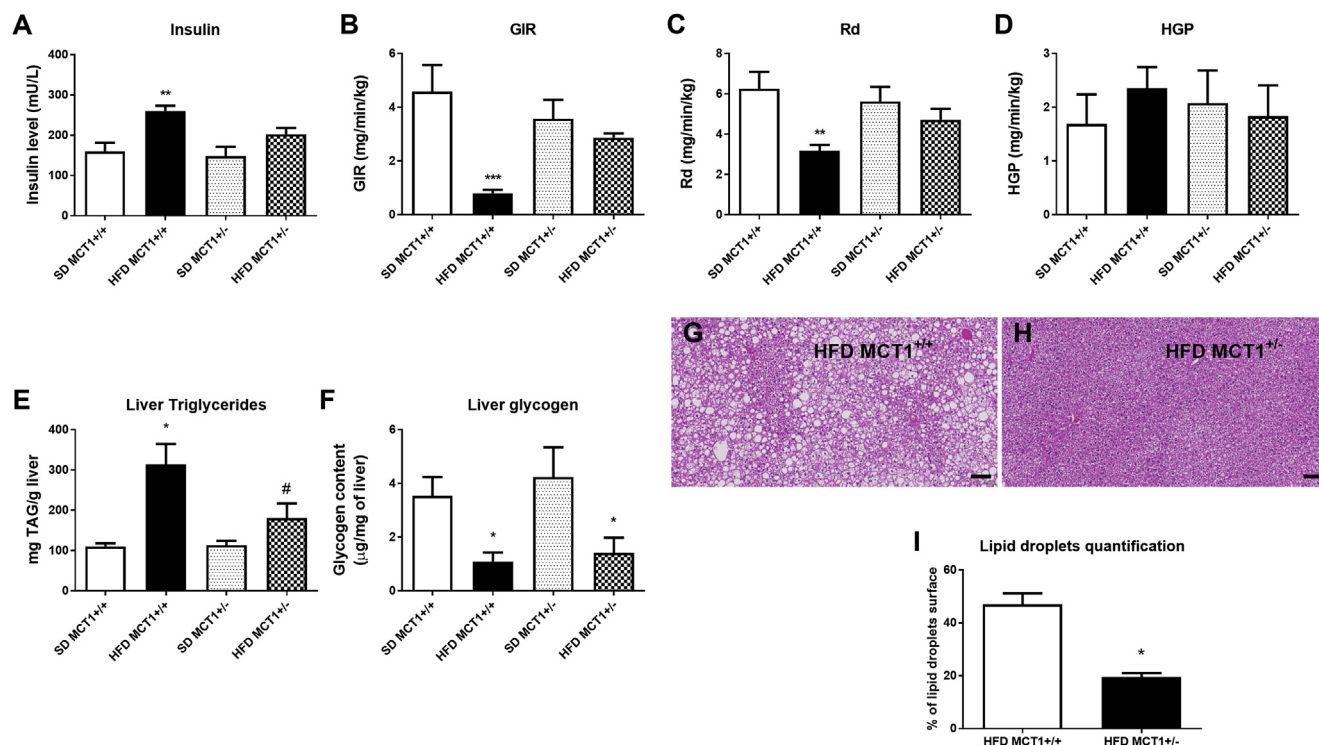 A
Insulin
Insulin level (mU/L)
400
300
200
100
0
**
SD MCT1+/+
HFD MCT1+/+
SD MCT1+/-
HFD MCT1+/-
B
GIR
GIR (mg/min/kg)
6
4
2
0
***
SD MCT1+/+
HFD MCT1+/+
SD MCT1+/-
HFD MCT1+/-
C
Rd
Rd (mg/min/kg)
8
6
4
2
0
**
SD MCT1+/+
HFD MCT1+/+
SD MCT1+/-
HFD MCT1+/-
D
HGP
HGP (mg/min/kg)
3
2
1
0
SD MCT1+/+
HFD MCT1+/+
SD MCT1+/-
HFD MCT1+/-
E
Liver Triglycerides
mg TAG/g liver
400
300
200
100
0
*
#
SD MCT1+/+
HFD MCT1+/+
SD MCT1+/-
HFD MCT1+/-
F
Liver glycogen
Glycogen content
(µg/mg of liver)
6
4
2
0
*
*
SD MCT1+/+
HFD MCT1+/+
SD MCT1+/-
HFD MCT1+/-
G
HFD MCT1+/+
H
HFD MCT1+/-
I
Lipid droplets quantification
% of lipid droplets surface
60
40
20
0
*
HFD MCT1+/+
HFD MCT1+/-